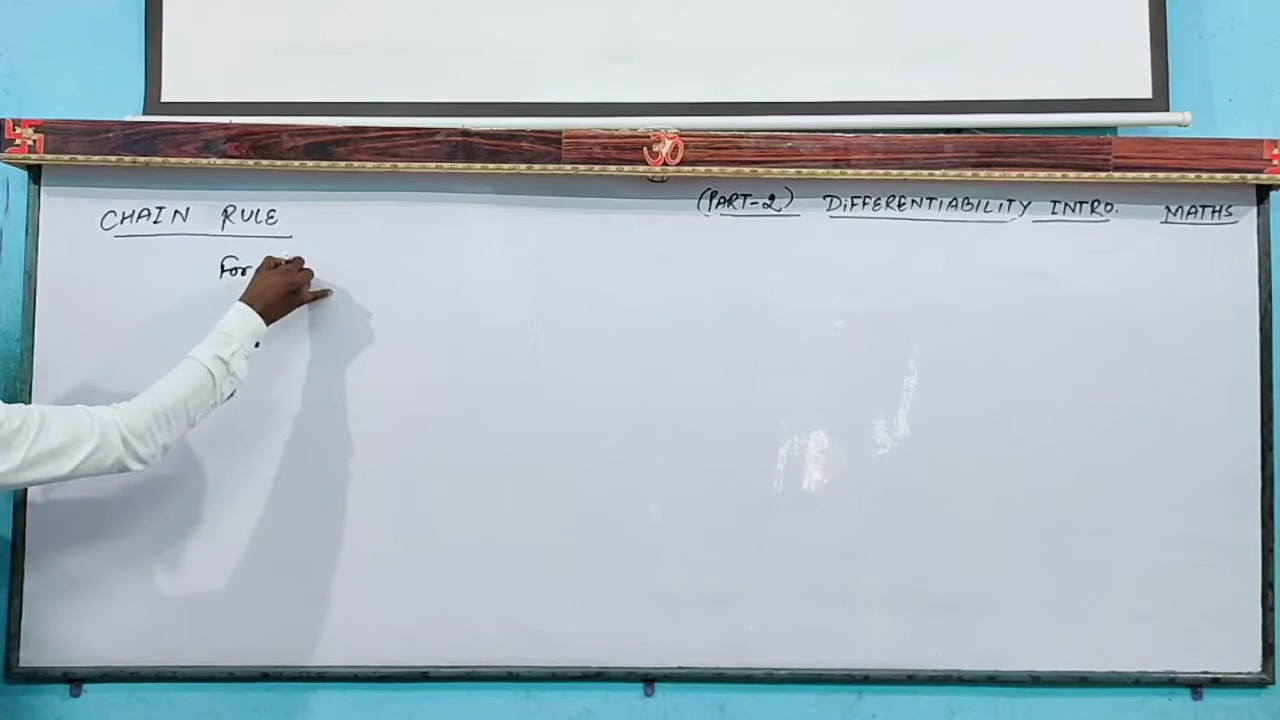 CHAIN RULE
(PART-2) DIFFERENTIABILITY INTRO. MATHS
For
ॐ